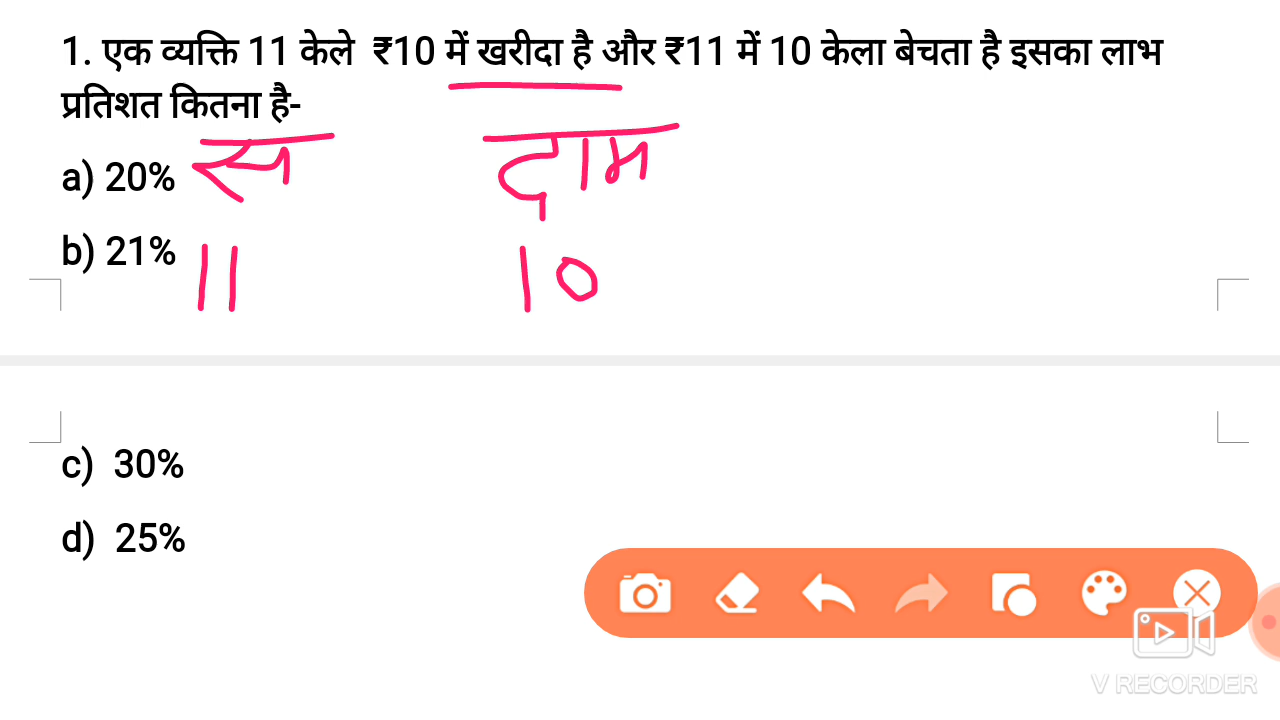 1. एक व्यक्ति 11 केले ₹10 में खरीदा है और ₹11 में 10 केला बेचता है इसका लाभ
प्रतिशत कितना है-
a) 20%
दाम
b) 21%
11 10
c) 30%
d) 25%
V RECORDER